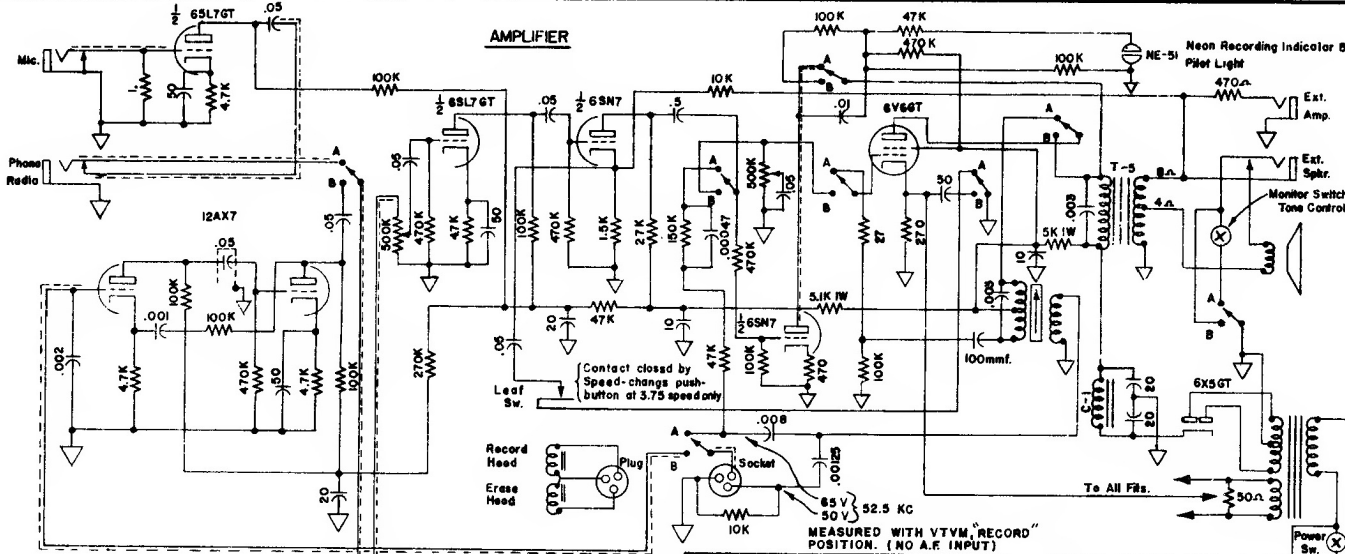 AMPLIFIER
½ 6SL7GT
.05
Mic.
1.
50
4.7K
100K
½ 6SL7GT
.05
½ 6SN7
.5
10K
100K
47K
470K
100K
NE-51
Neon Recording Indicator &
Pilot Light
470Ω
Ext.
Amp.
A
B
.01
6V6GT
A
B
T-5
8Ω
4Ω
Ext.
Spkr.
Monitor Switch
Tone Control
Phono
Radio
A
B
12AX7
.05
.05
.05
500K
470K
4.7K
50
100K
470K
1.5K
27K
150K
A
B
.00047
470K
500K
.05
A
B
27
270
50
A
B
.003
5K 1W
10
.005
100mmf.
A
B
100K
.001
100K
.002
4.7K
470K
50
4.7K
100K
270K
20
47K
10
5.1K 1W
½ 6SN7
47K
100K
470
100K
.05
Leaf
Sw.
Contact closed by
Speed-change push-
button at 3.75 speed only
C-1
20
20
6X5GT
20
Record
Head
Erase
Head
Plug
A
B
Socket
.008
.00125
10K
65 V
50 V
52.5 KC
MEASURED WITH VTVM, "RECORD"
POSITION. (NO A.F. INPUT)
To All Fils.
50Ω
Power
Sw.